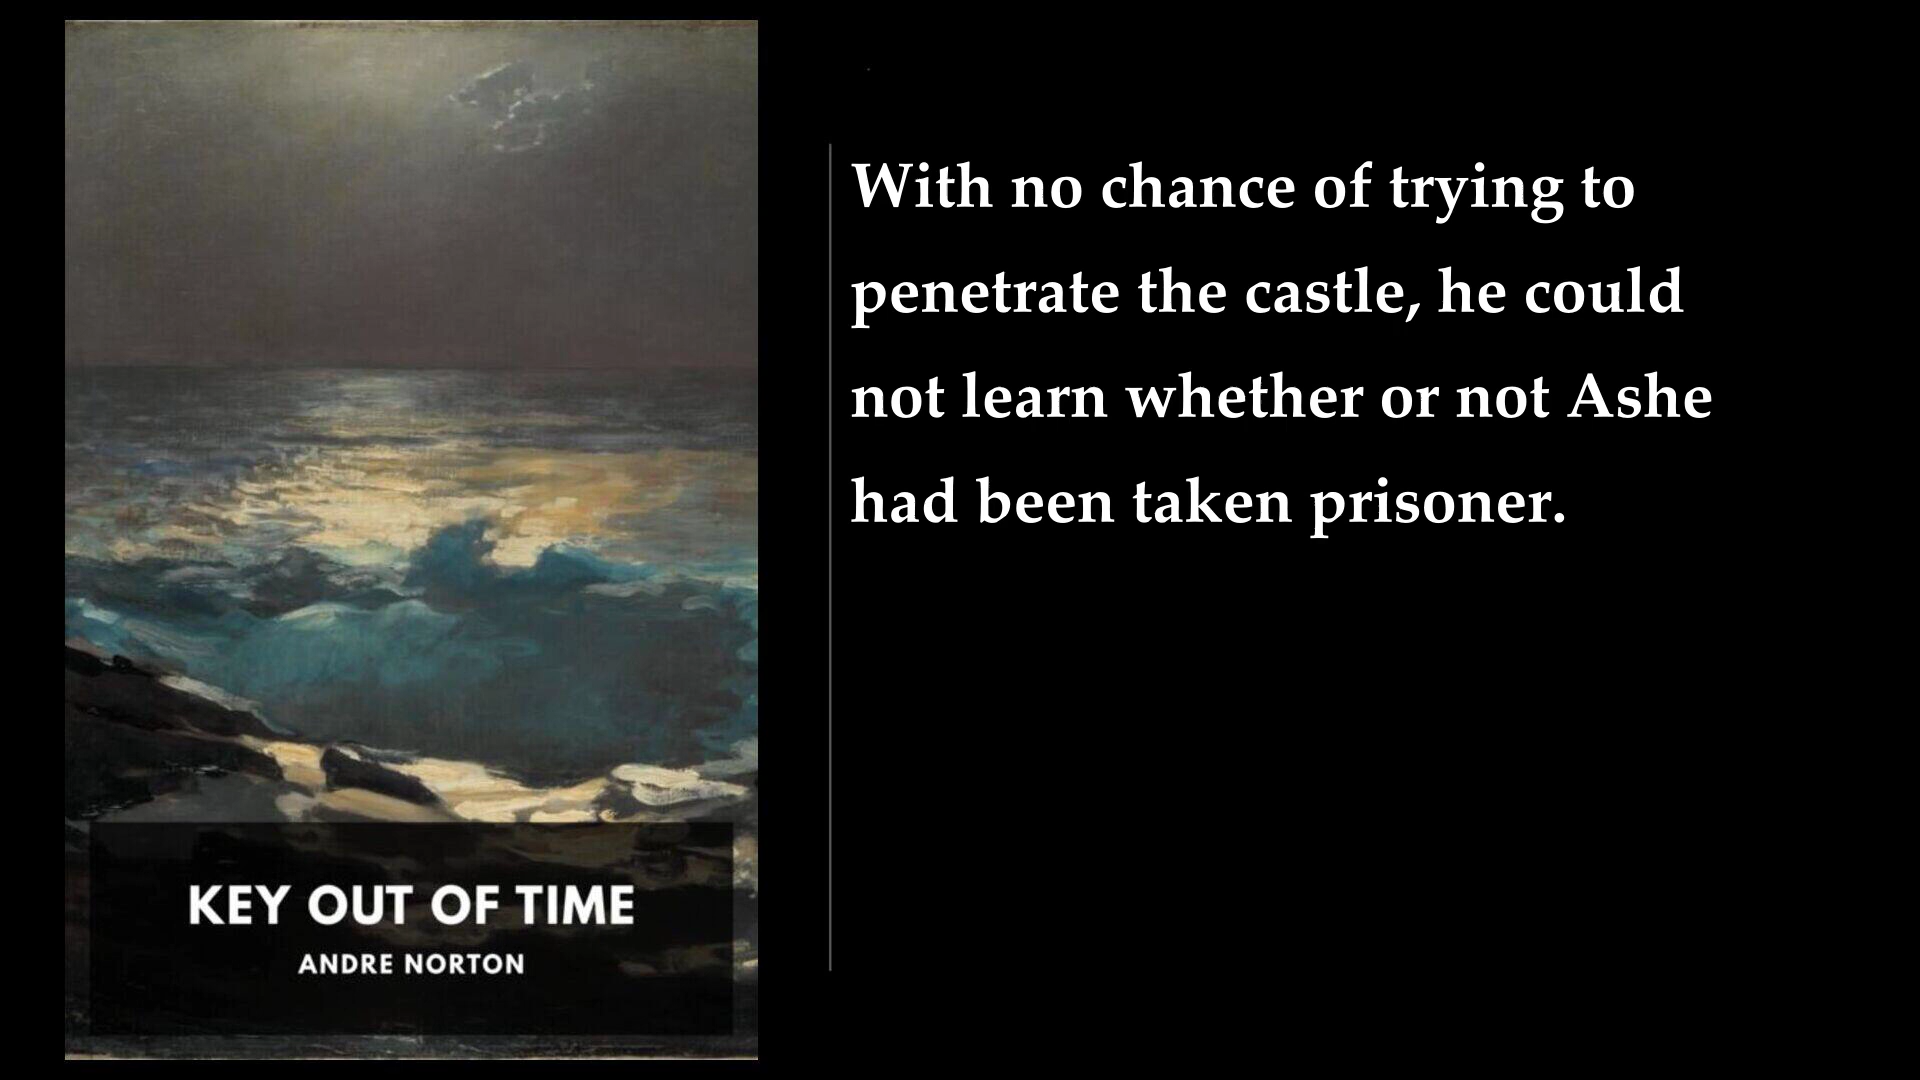 With no chance of trying to
penetrate the castle, he could
not learn whether or not Ashe
had been taken prisoner.
KEY OUT OF TIME
ANDRE NORTON